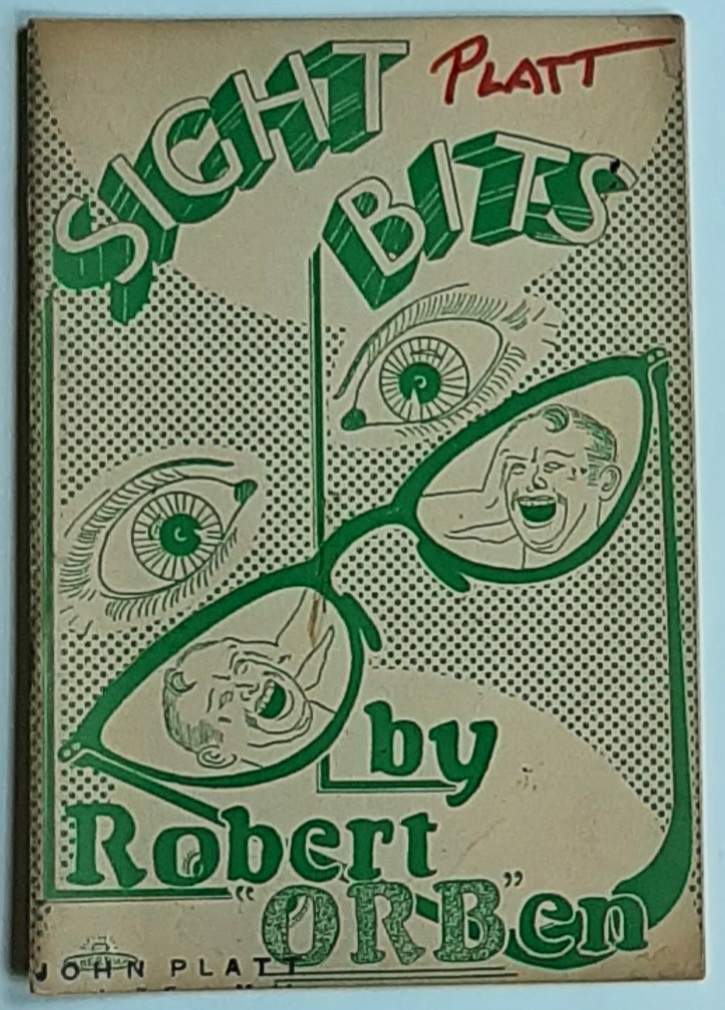 SIGHT
PLATT
BITS
by
Robert
"ORB"en
JOHN PLATT